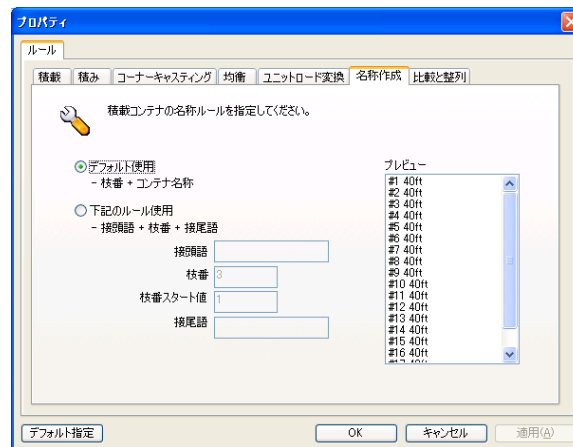 プロパティ
ルール
積載 積み コーナーキャスティング 均衡 ユニットロード変換 名称作成 比較と整列
積載コンテナの名称ルールを指定してください。
デフォルト使用
- 枝番 + コンテナ名称
下記のルール使用
- 接頭語 + 枝番 + 接尾語
接頭語
枝番 3
枝番スタート値 1
接尾語
プレビュー
#1 40ft
#2 40ft
#3 40ft
#4 40ft
#5 40ft
#6 40ft
#7 40ft
#8 40ft
#9 40ft
#10 40ft
#11 40ft
#12 40ft
#13 40ft
#14 40ft
#15 40ft
#16 40ft
#17 40ft
デフォルト指定 OK キャンセル 適用(A)